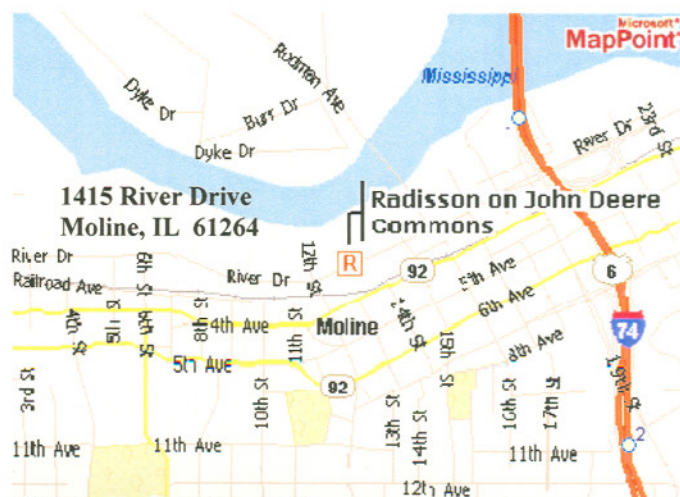 Microsoft®
MapPoint®
Mississippi
Rodman Ave
Dyke Dr
Burr Dr
Dyke Dr
River Dr
23rd St
1415 River Drive
Moline, IL 61264
Radisson on John Deere
Commons
R
River Dr
Railroad Ave
6th St
River Dr
12th St
92
5th Ave
6
6th Ave
74
4th St
5th St
6th St
8th St
4th Ave
11th St
Moline
14th St
15th St
8th Ave
19th St
3rd St
5th Ave
10th St
92
13th St
14th St
16th St
17th St
11th Ave
11th Ave
11th Ave
2
12th Ave